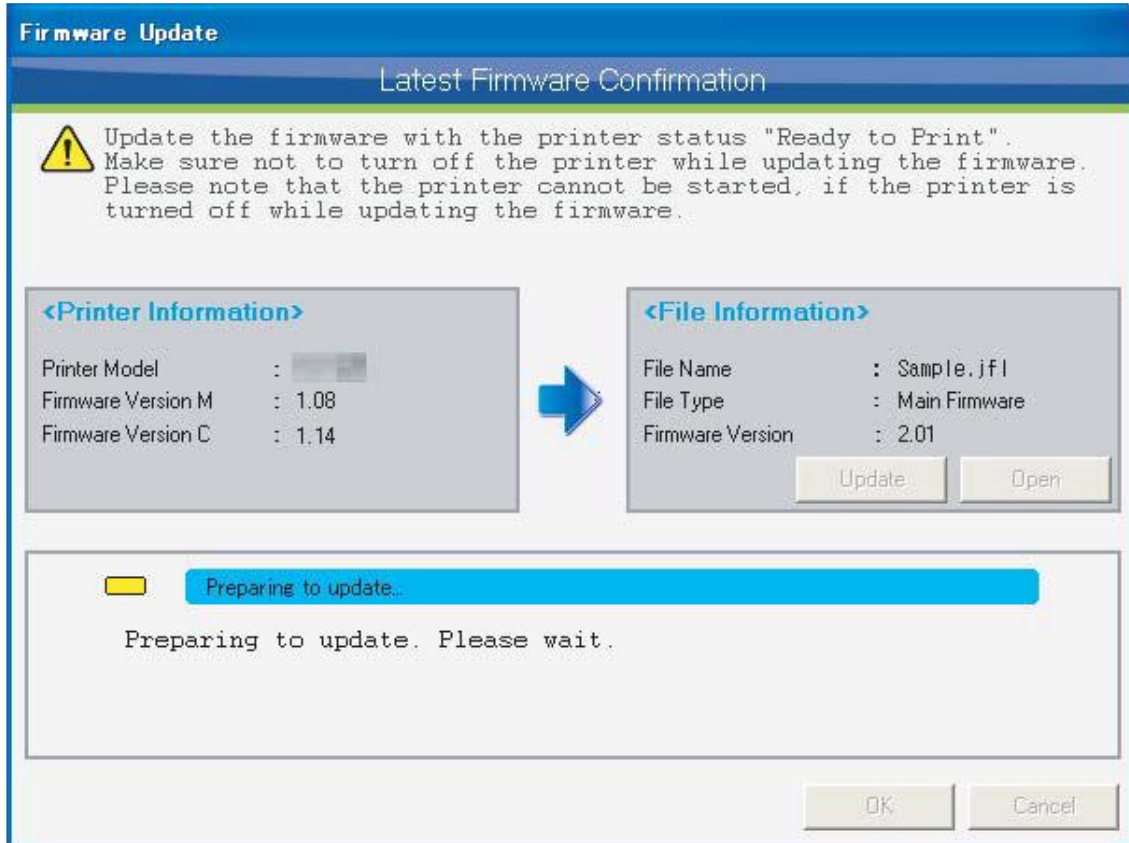 Firmware Update
Latest Firmware Confirmation
Update the firmware with the printer status "Ready to Print".
Make sure not to turn off the printer while updating the firmware.
Please note that the printer cannot be started, if the printer is
turned off while updating the firmware.
<Printer Information>
Printer Model :
Firmware Version M : 1.08
Firmware Version C : 1.14
<File Information>
File Name : Sample.jfl
File Type : Main Firmware
Firmware Version : 2.01
Update Open
Preparing to update...
Preparing to update. Please wait.
OK Cancel